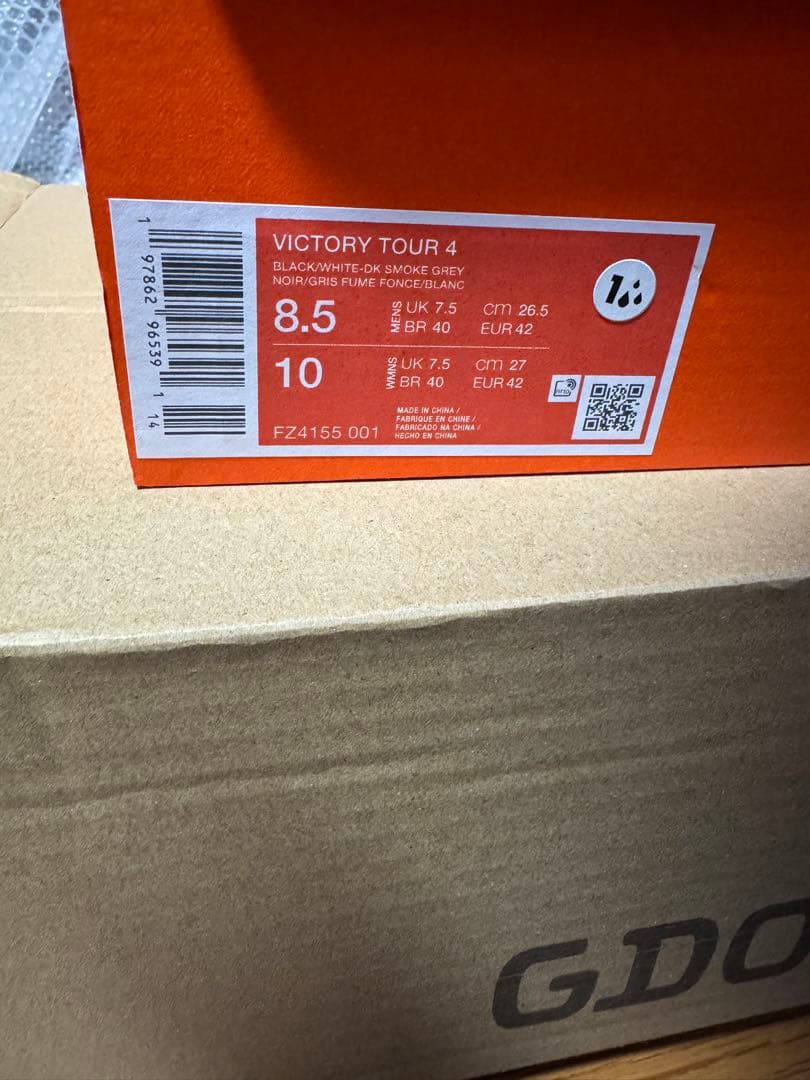 1 97862 96539 1 14
VICTORY TOUR 4
BLACK/WHITE-DK SMOKE GREY
NOIR/GRIS FUME FONCE/BLANC
8.5
MENS
UK 7.5 cm 26.5
BR 40 EUR 42
10
WMNS
UK 7.5 cm 27
BR 40 EUR 42
FZ4155 001
MADE IN CHINA /
FABRIQUE EN CHINE /
FABRICADO NA CHINA /
HECHO EN CHINA
1
GDO